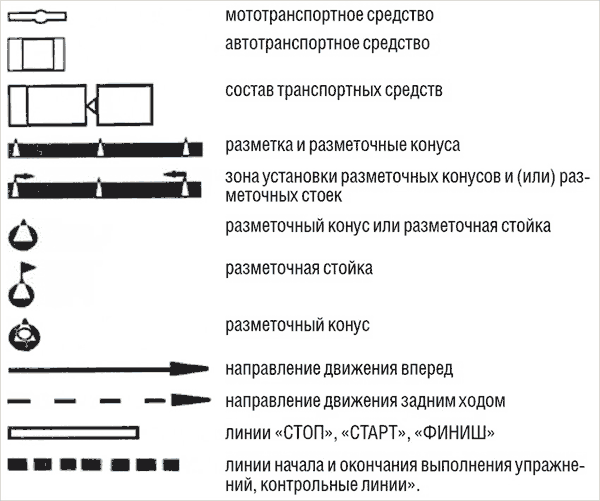 мототранспортное средство
автотранспортное средство
состав транспортных средств
разметка и разметочные конуса
зона установки разметочных конусов и (или) раз-
меточных стоек
разметочный конус или разметочная стойка
разметочная стойка
разметочный конус
направление движения вперед
направление движения задним ходом
линии «СТОП», «СТАРТ», «ФИНИШ»
линии начала и окончания выполнения упражне-
ний, контрольные линии».